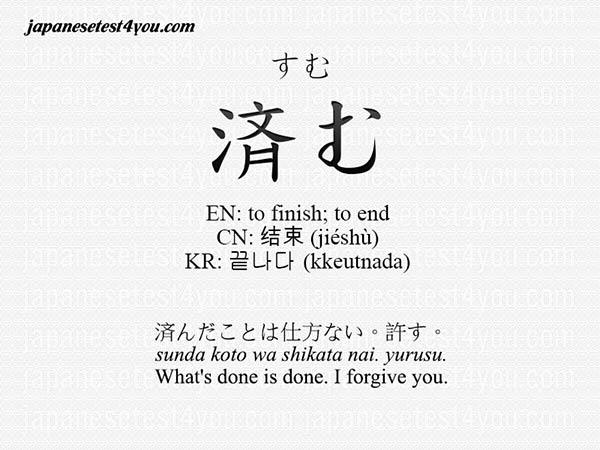 japanesetest4you.com
すむ
済む
EN: to finish; to end
CN: 结束 (jiéshù)
KR: 끝나다 (kkeutnada)
済んだことは仕方ない。許す。
sunda koto wa shikata nai. yurusu.
What's done is done. I forgive you.